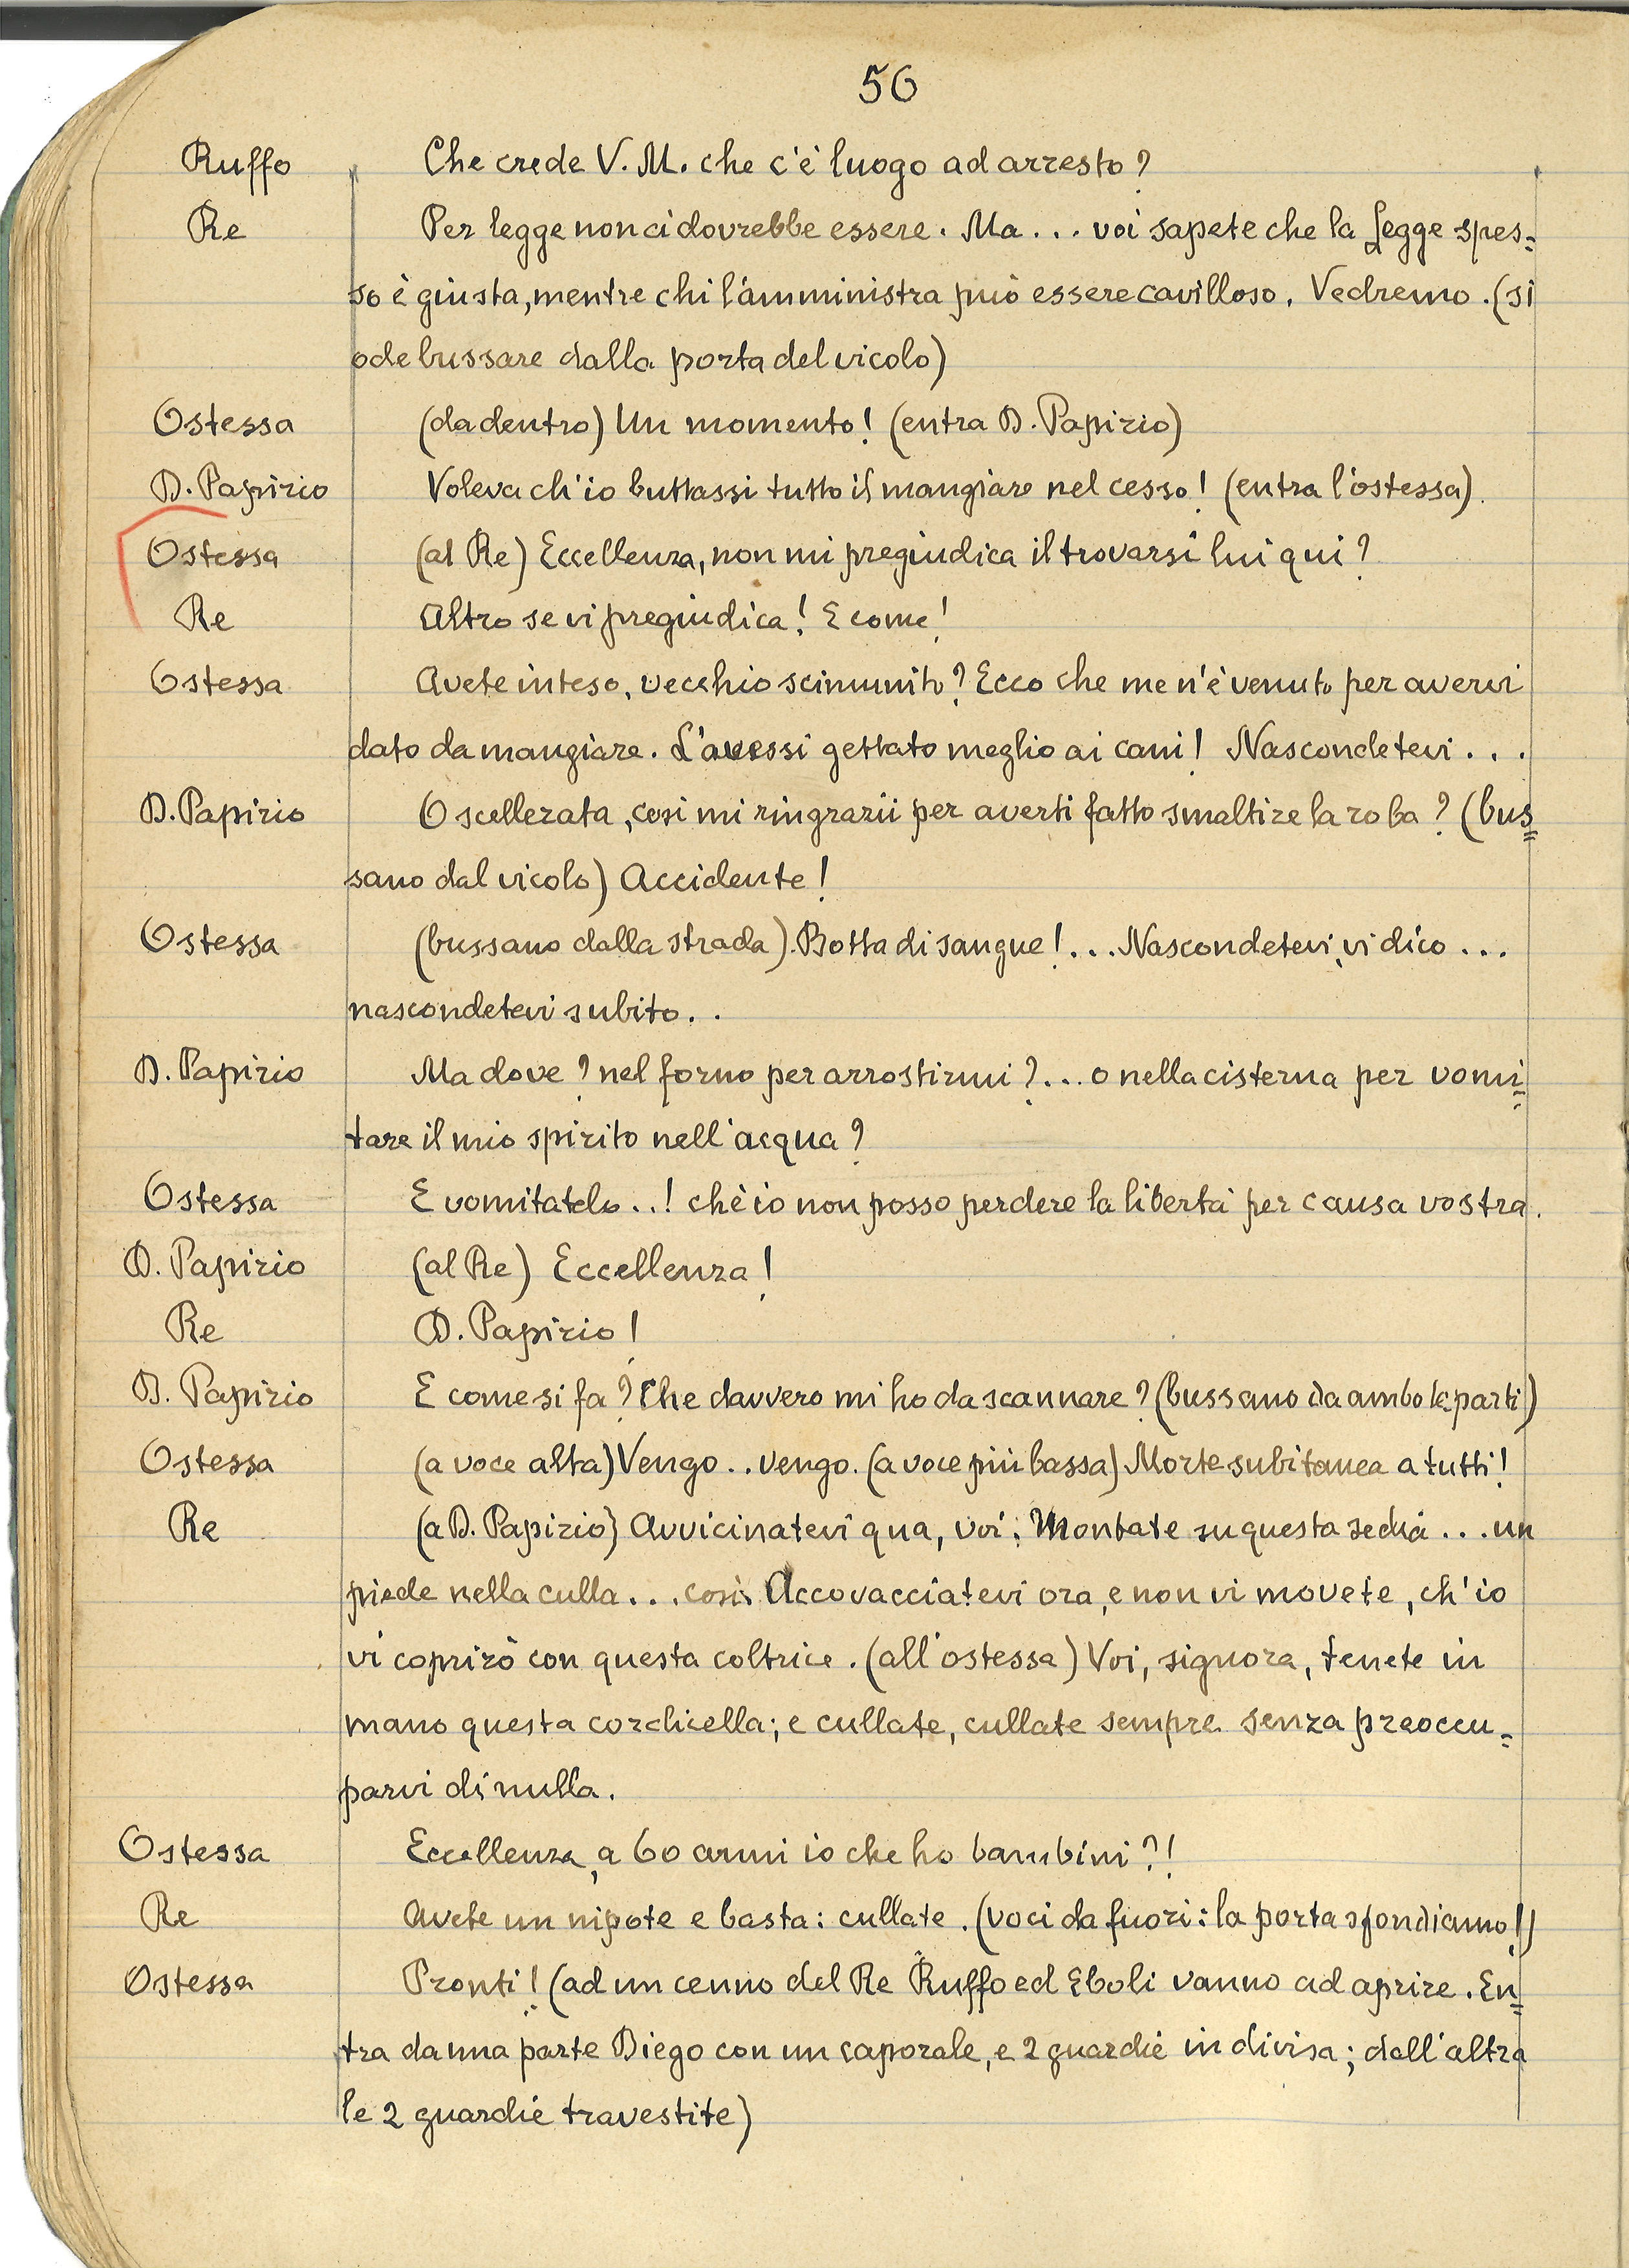 56
Ruffo Che crede V. M. che c'è luogo ad arresto?
Re Per legge non ci dovrebbe essere. Ma... voi sapete che la Legge spes=
so è giusta, mentre chi l'amministra può essere cavilloso. Vedremo. (si
ode bussare dalla porta del vicolo)
Ostessa (da dentro) Un momento! (entra D. Papirio)
D. Papirio Voleva ch'io buttassi tutto il mangiare nel cesso! (entra l'ostessa).
Ostessa (al Re) Eccellenza, non mi pregiudica il trovarsi lui qui?
Re Altro se vi pregiudica! E come!
Ostessa Avete inteso, vecchio scimunito? Ecco che me n'è venuto per avervi
dato da mangiare. L'avessi gettato meglio ai cani! Nascondetevi...
D. Papirio O scellerata, così mi ringrazii per averti fatto smaltire la roba? (bus=
sano dal vicolo) Accidente!
Ostessa (bussano dalla strada). Botta di sangue!... Nascondetevi, vi dico...
nascondetevi subito..
D. Papirio Ma dove? nel forno per arrostirmi?... o nella cisterna per vomi=
tare il mio spirito nell'acqua?
Ostessa E vomitatelo..! chè io non posso perdere la libertà per causa vostra.
D. Papirio (al Re) Eccellenza!
Re D. Papirio!
D. Papirio E come si fa? Che davvero mi ho da scannare? (bussano da ambo le parti)
Ostessa (a voce alta) Vengo.. vengo. (a voce più bassa) Morte subitanea a tutti!
Re (a D. Papirio) Avvicinatevi qua, voi: Montate su questa sedia... un
piede nella culla... così. Accovacciatevi ora, e non vi movete, ch'io
vi coprirò con questa coltrice. (all'ostessa) Voi, signora, tenete in
mano questa cordicella; e cullate, cullate sempre senza preoccu=
parvi di nulla.
Ostessa Eccellenza, a 60 anni io che ho bambini?!
Re Avete un nipote e basta: cullate. (voci da fuori: la porta sfondiamo!)
Ostessa Pronti! (ad un cenno del Re Ruffo ed Eboli vanno ad aprire. En=
tra da una parte Diego con un caporale, e 2 guardie in divisa; dall'altra
le 2 guardie travestite)